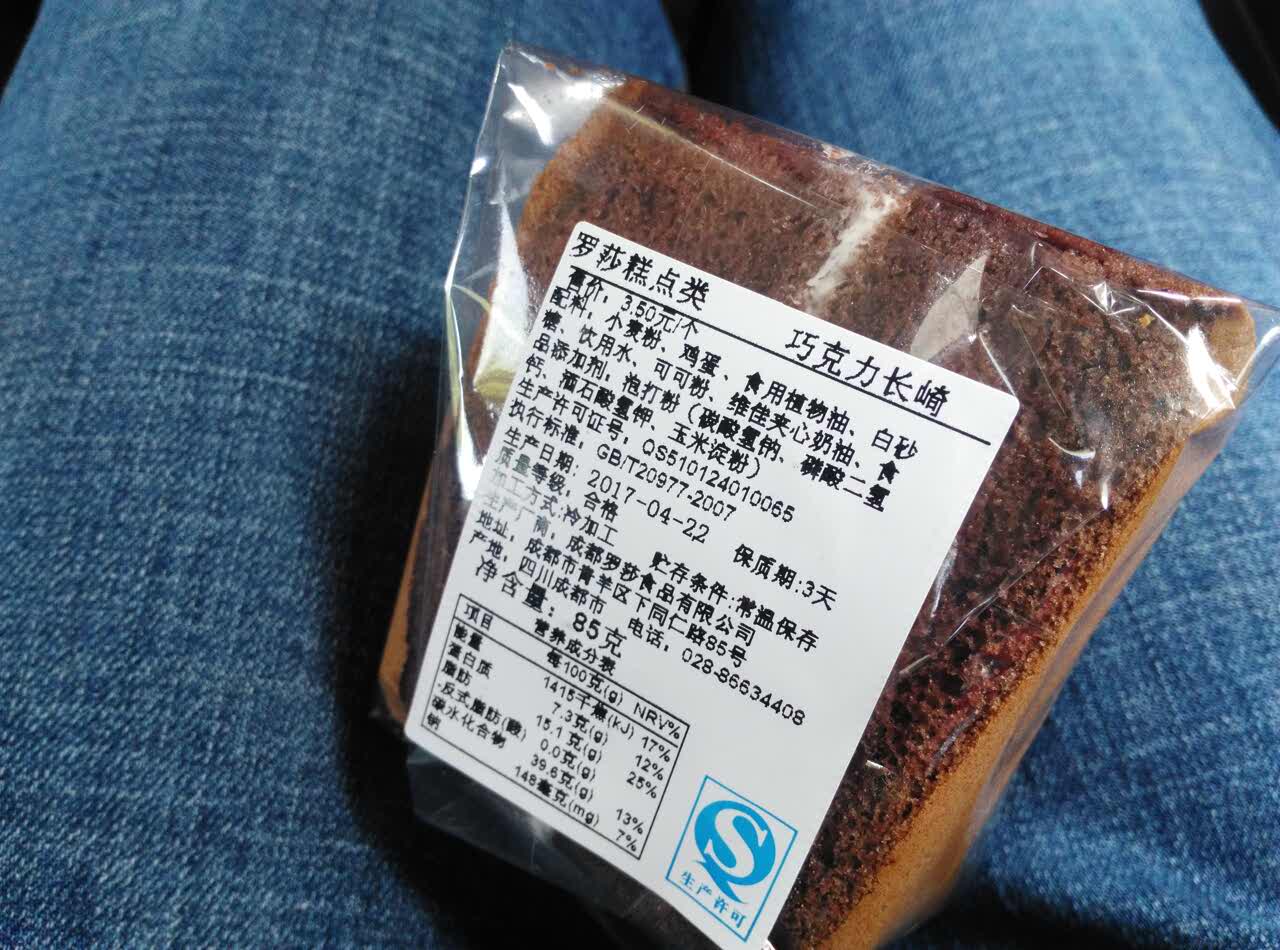 罗莎糕点类 巧克力长崎
售价：3.50元/个
配料：小麦粉、鸡蛋、食用植物油、白砂
糖、饮用水、可可粉、维佳夹心奶油、食
品添加剂，泡打粉（碳酸氢钠、磷酸二氢
钙、酒石酸氢钾、玉米淀粉）
生产许可证号：QS510124010065
执行标准：GB/T20977-2007
生产日期：2017-04-22 保质期:3天
质量等级：合格
加工方式:冷加工 贮存条件:常温保存
生产厂商：成都罗莎食品有限公司
地址：成都市青羊区下同仁路85号
产地：四川成都市 电话：028-86634408
净含量：85克
营养成分表
项目 每100克(g) NRV%
能量 1415千焦(kJ) 17%
蛋白质 7.3克(g) 12%
脂肪 15.1克(g) 25%
-反式脂肪(酸) 0.0克(g)
碳水化合物 39.6克(g) 13%
钠 148毫克(mg) 7%
生产许可